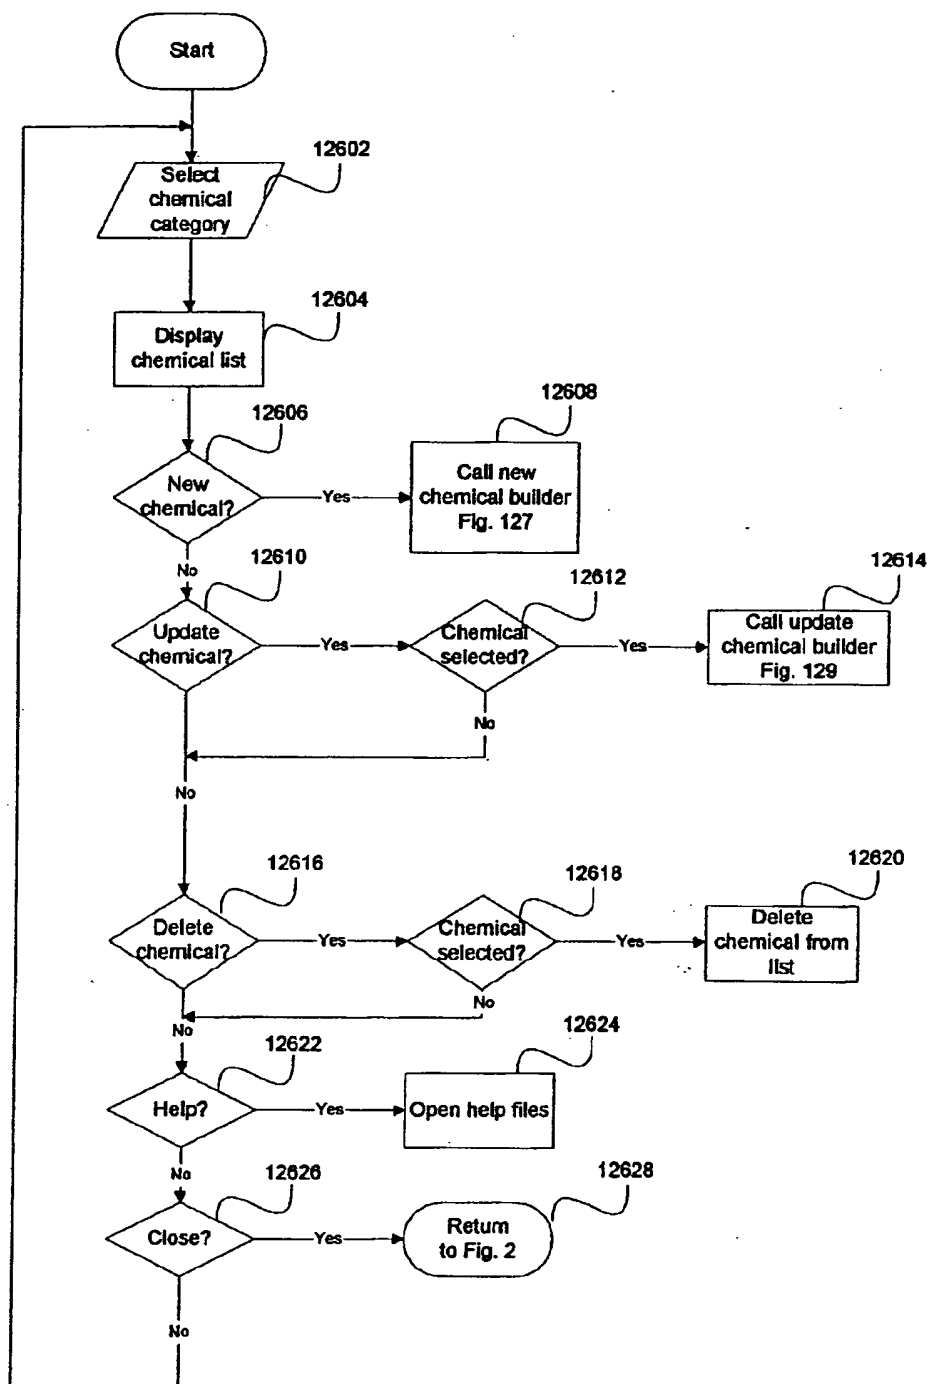 Start
12602
Select
chemical
category
12604
Display
chemical list
12606
New
chemical?
Yes
12608
Call new
chemical builder
Fig. 127
No
12610
Update
chemical?
Yes
12612
Chemical
selected?
Yes
12614
Call update
chemical builder
Fig. 129
No
No
12616
Delete
chemical?
Yes
12618
Chemical
selected?
Yes
12620
Delete
chemical from
list
No
No
12622
Help?
Yes
12624
Open help files
No
12626
Close?
Yes
12628
Return
to Fig. 2
No